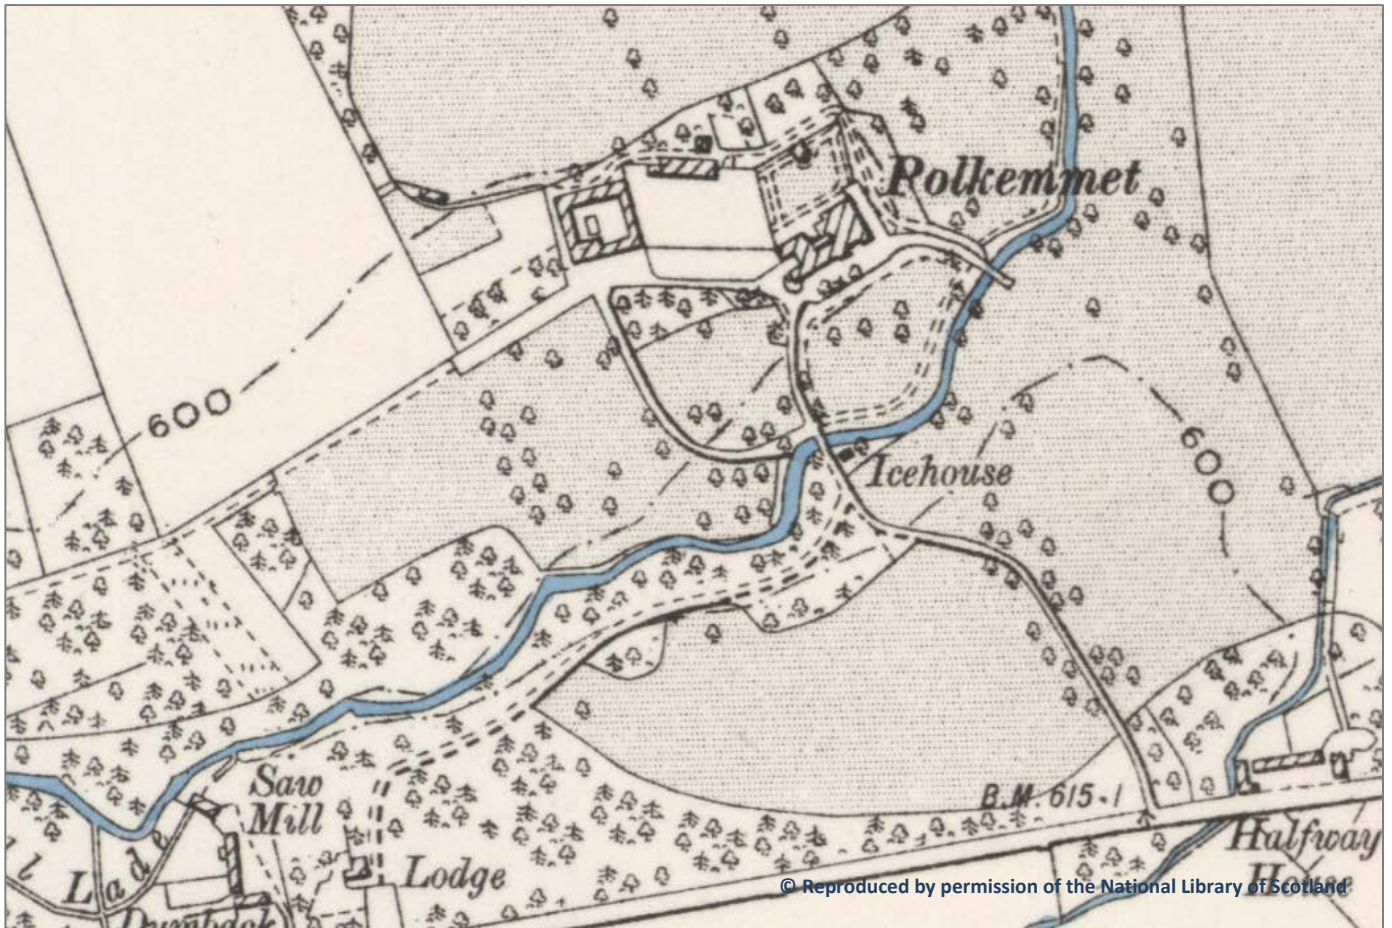 Polkemmet
600
600
Icehouse
B.M. 615.1
Saw
Mill
Halfway
House
Lodge
Lade
© Reproduced by permission of the National Library of Scotland